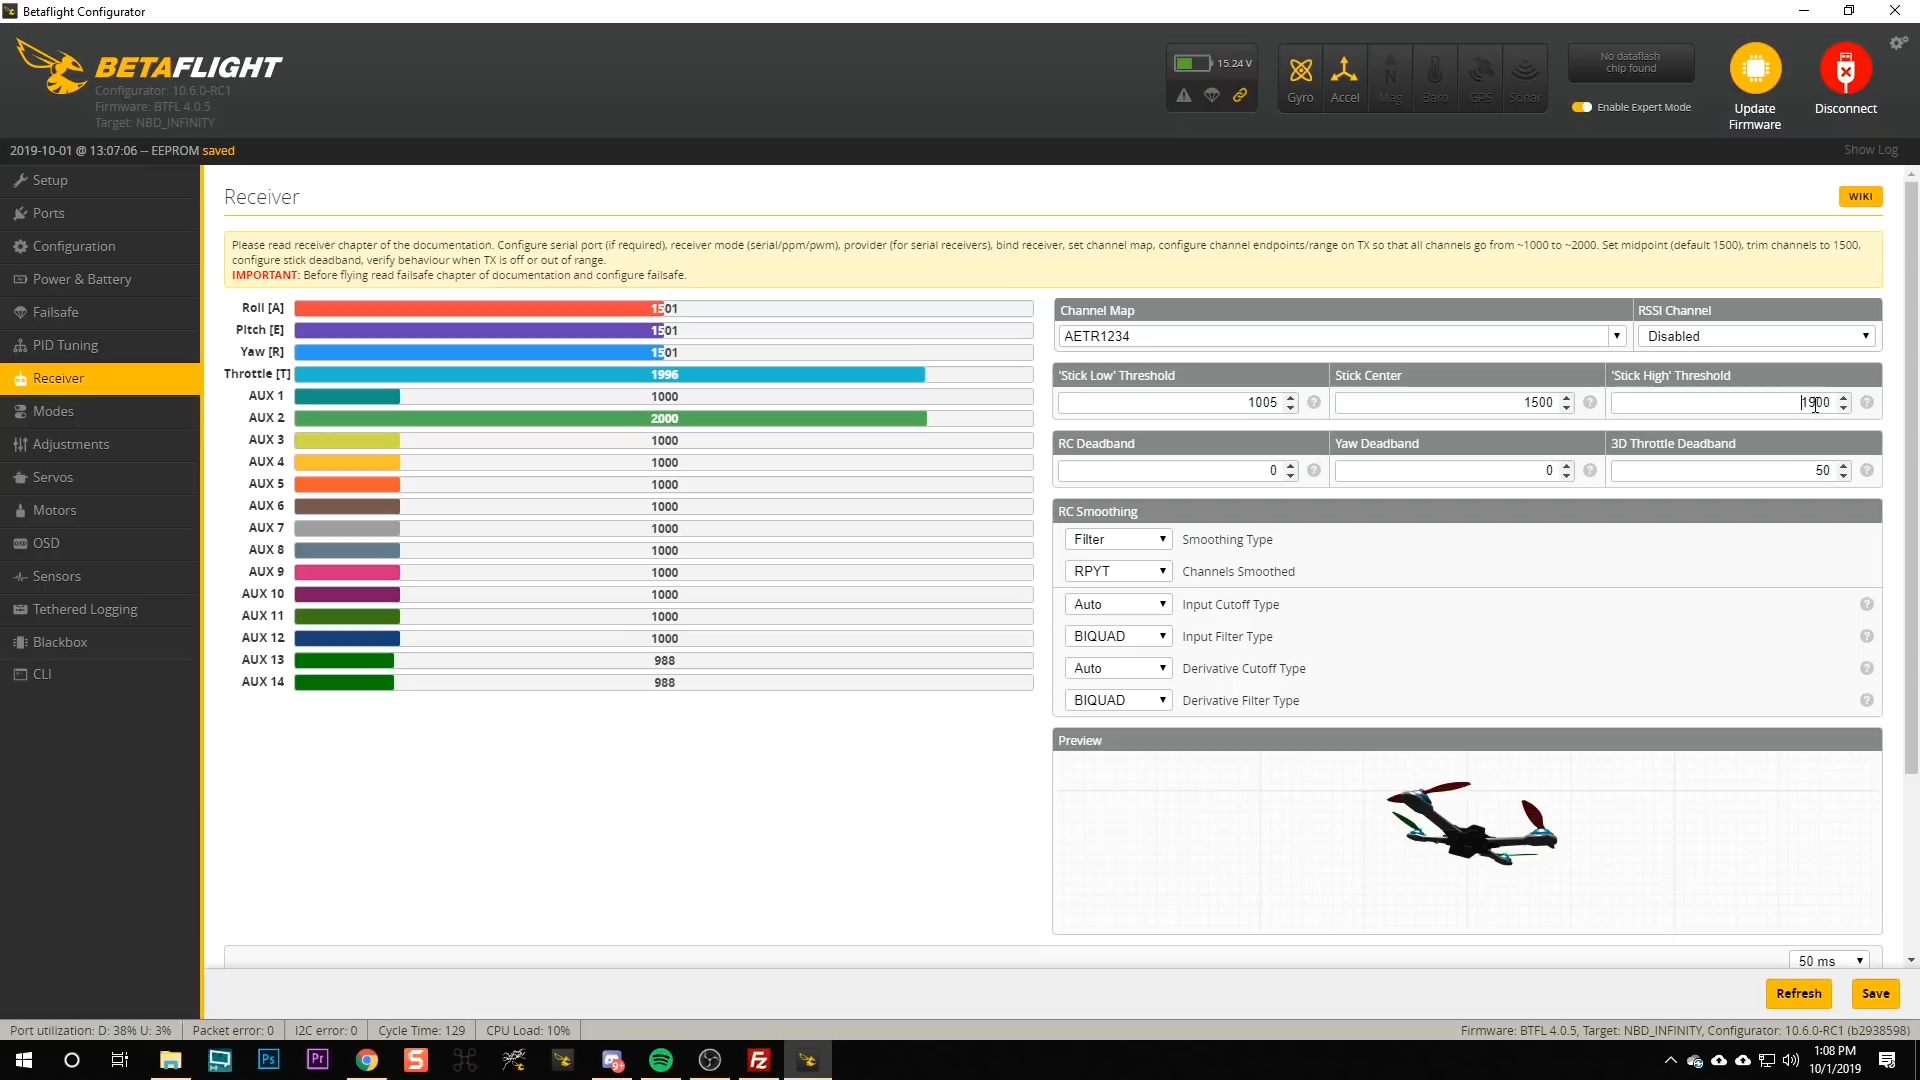 Betaflight Configurator
BETAFLIGHT
Configurator: 10.6.0-RC1
Firmware: BTFL 4.0.5
Target: NBD_INFINITY
15.24 V
Gyro
Accel
Mag
Baro
GPS
Sonar
No dataflash
chip found
Enable Expert Mode
Update
Firmware
Disconnect
2019-10-01 @ 13:07:06 -- EEPROM saved
Show Log
Setup
Ports
Configuration
Power & Battery
Failsafe
PID Tuning
Receiver
Modes
Adjustments
Servos
Motors
OSD
Sensors
Tethered Logging
Blackbox
CLI
Receiver
WIKI
Please read receiver chapter of the documentation. Configure serial port (if required), receiver mode (serial/ppm/pwm), provider (for serial receivers), bind receiver, set channel map, configure channel endpoints/range on TX so that all channels go from ~1000 to ~2000. Set midpoint (default 1500), trim channels to 1500,
configure stick deadband, verify behaviour when TX is off or out of range.
IMPORTANT: Before flying read failsafe chapter of documentation and configure failsafe.
Roll [A] 1501
Pitch [E] 1501
Yaw [R] 1501
Throttle [T] 1996
AUX 1 1000
AUX 2 2000
AUX 3 1000
AUX 4 1000
AUX 5 1000
AUX 6 1000
AUX 7 1000
AUX 8 1000
AUX 9 1000
AUX 10 1000
AUX 11 1000
AUX 12 1000
AUX 13 988
AUX 14 988
Channel Map
RSSI Channel
AETR1234
Disabled
'Stick Low' Threshold
Stick Center
'Stick High' Threshold
1005
1500
1900
RC Deadband
Yaw Deadband
3D Throttle Deadband
0
0
50
RC Smoothing
Filter Smoothing Type
RPYT Channels Smoothed
Auto Input Cutoff Type
BIQUAD Input Filter Type
Auto Derivative Cutoff Type
BIQUAD Derivative Filter Type
Preview
50 ms
Refresh
Save
Port utilization: D: 38% U: 3%
Packet error: 0
I2C error: 0
Cycle Time: 129
CPU Load: 10%
Firmware: BTFL 4.0.5, Target: NBD_INFINITY, Configurator: 10.6.0-RC1 (b2938598)
Ps
Pr
S
9+
Fz
1:08 PM
10/1/2019